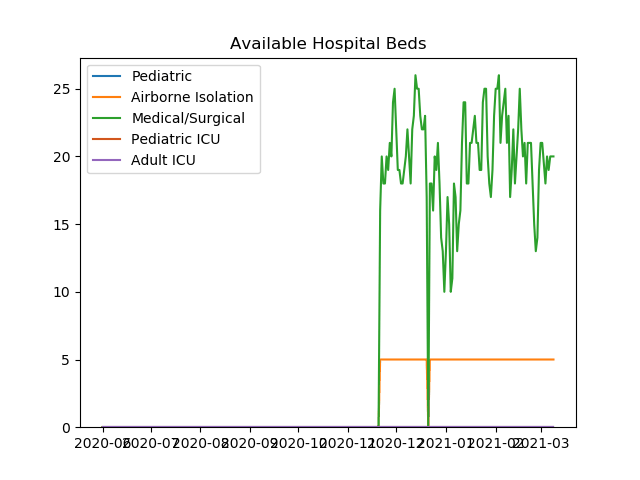 Available Hospital Beds
Pediatric
Airborne Isolation
Medical/Surgical
Pediatric ICU
Adult ICU
25
20
15
10
5
0
2020-06 2020-07 2020-08 2020-09 2020-10 2020-11 2020-12 2021-01 2021-02 2021-03